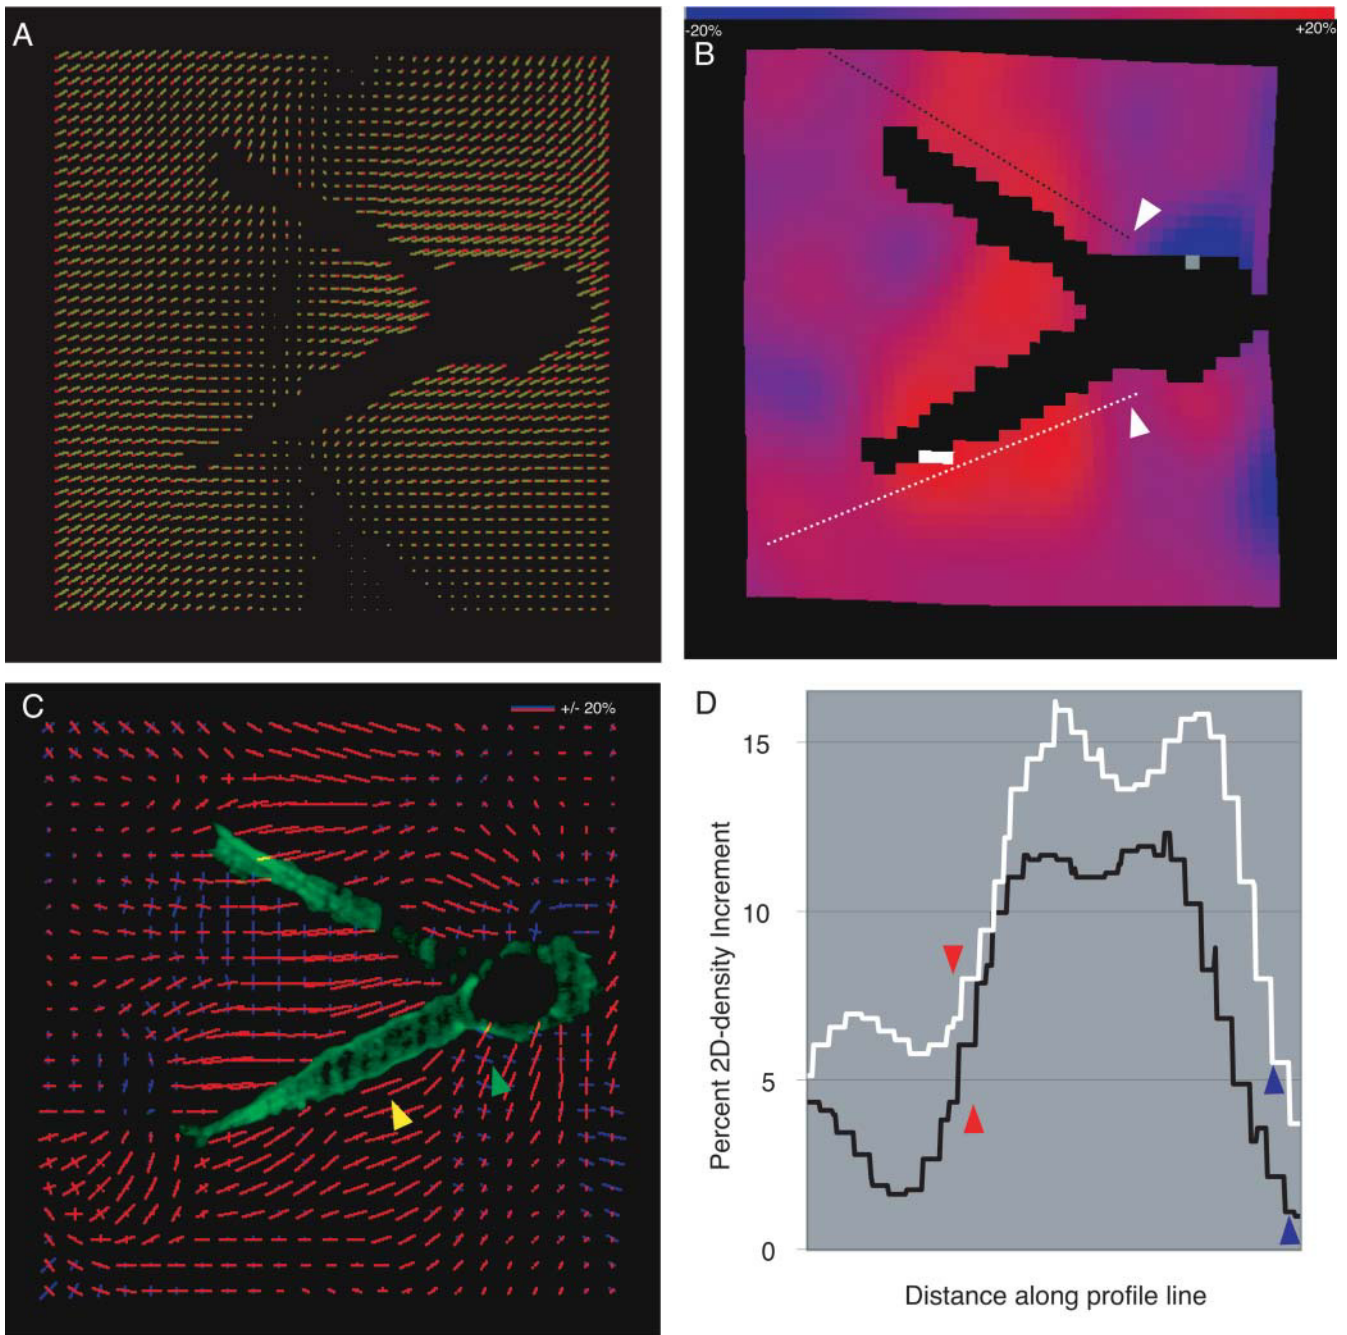 A
-20%
+20%
B
C
+/- 20%
D
15
10
5
0
Percent 2D-density Increment
Distance along profile line